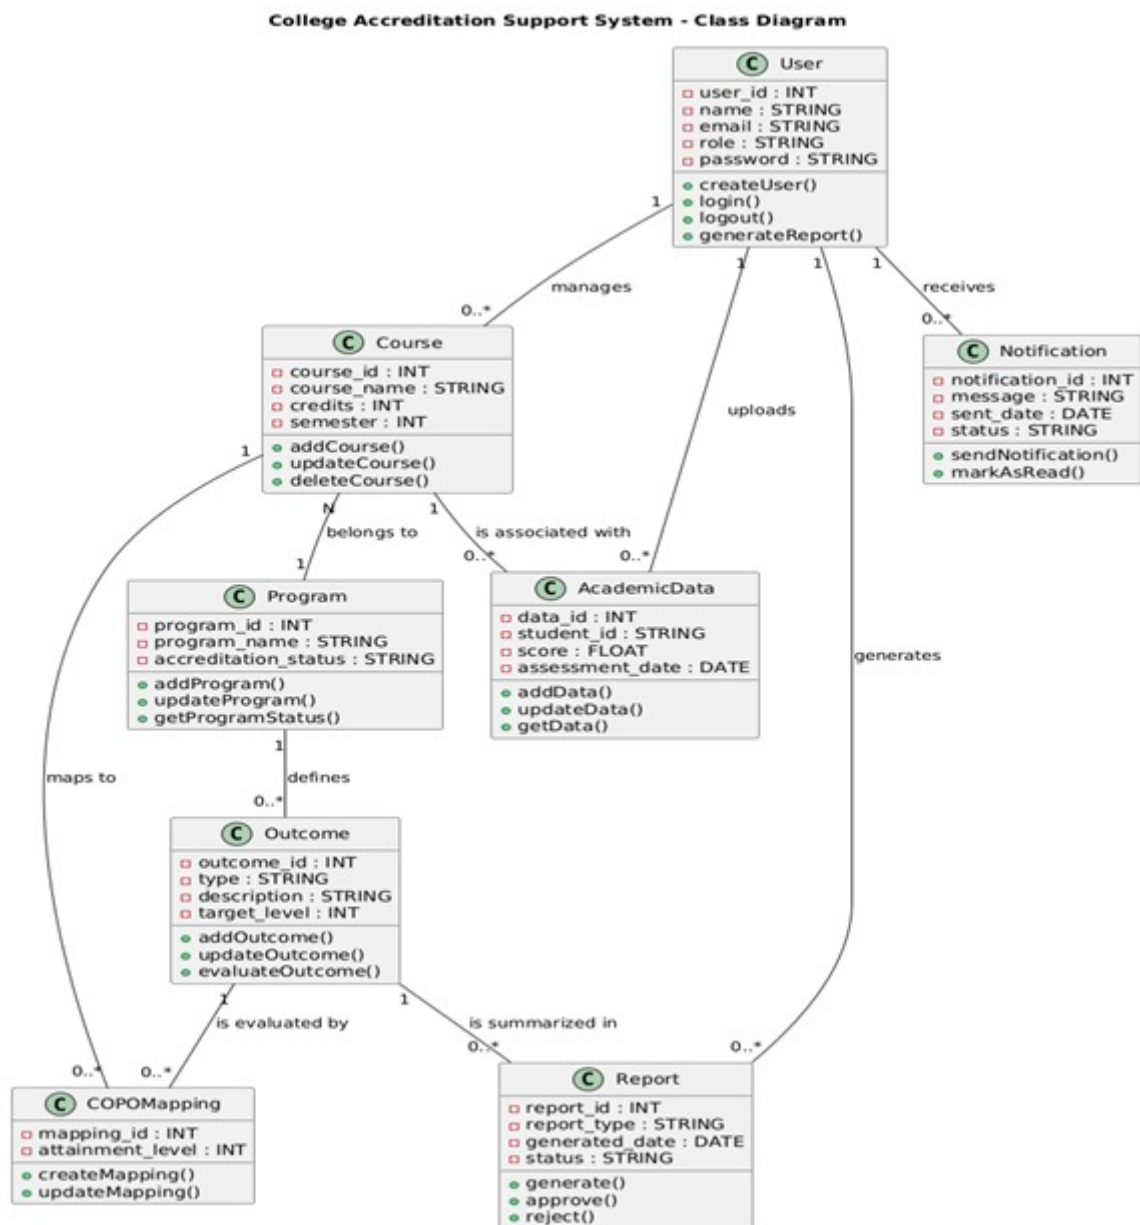 College Accreditation Support System - Class Diagram
C User
user_id : INT
name : STRING
email : STRING
role : STRING
password : STRING
createUser()
login()
logout()
generateReport()
1
1
1
1
manages
receives
0..*
0..*
C Course
course_id : INT
course_name : STRING
credits : INT
semester : INT
addCourse()
updateCourse()
deleteCourse()
C Notification
notification_id : INT
message : STRING
sent_date : DATE
status : STRING
sendNotification()
markAsRead()
uploads
1
N
1
belongs to
is associated with
1
0..*
0..*
C Program
program_id : INT
program_name : STRING
accreditation_status : STRING
addProgram()
updateProgram()
getProgramStatus()
C AcademicData
data_id : INT
student_id : STRING
score : FLOAT
assessment_date : DATE
addData()
updateData()
getData()
generates
1
maps to
defines
0..*
C Outcome
outcome_id : INT
type : STRING
description : STRING
target_level : INT
addOutcome()
updateOutcome()
evaluateOutcome()
1
1
is evaluated by
is summarized in
0..*
0..*
0..*
0..*
C COPOMapping
mapping_id : INT
attainment_level : INT
createMapping()
updateMapping()
C Report
report_id : INT
report_type : STRING
generated_date : DATE
status : STRING
generate()
approve()
reject()